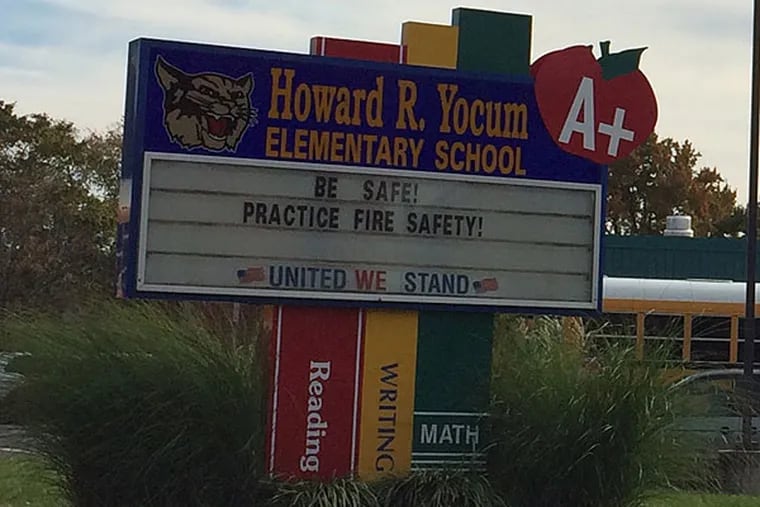 Howard R. Yocum
ELEMENTARY SCHOOL
A+
BE SAFE!
PRACTICE FIRE SAFETY!
UNITED WE STAND
Reading
WRITING
MATH